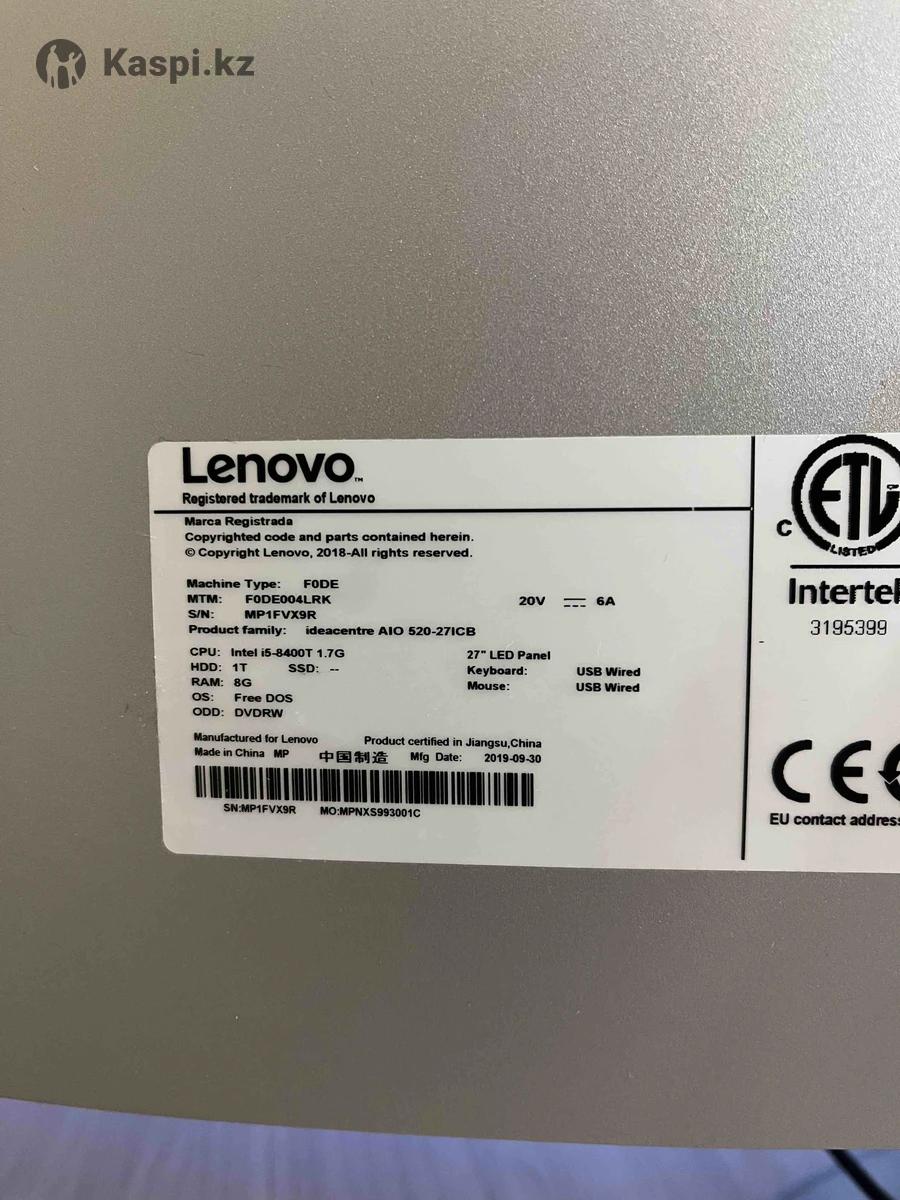 Kaspi.kz
Lenovo™
Registered trademark of Lenovo
Marca Registrada
Copyrighted code and parts contained herein.
© Copyright Lenovo, 2018-All rights reserved.
Machine Type: F0DE
MTM: F0DE004LRK 20V 6A
S/N: MP1FVX9R
Product family: ideacentre AIO 520-27ICB
CPU: Intel i5-8400T 1.7G 27" LED Panel
HDD: 1T SSD: -- Keyboard: USB Wired
RAM: 8G Mouse: USB Wired
OS: Free DOS
ODD: DVDRW
Manufactured for Lenovo Product certified in Jiangsu,China
Made in China MP 中国制造 Mfg Date: 2019-09-30
SN:MP1FVX9R MO:MPNXS993001C
C ETL
LISTED
Intertek
3195399
CE
EU contact address